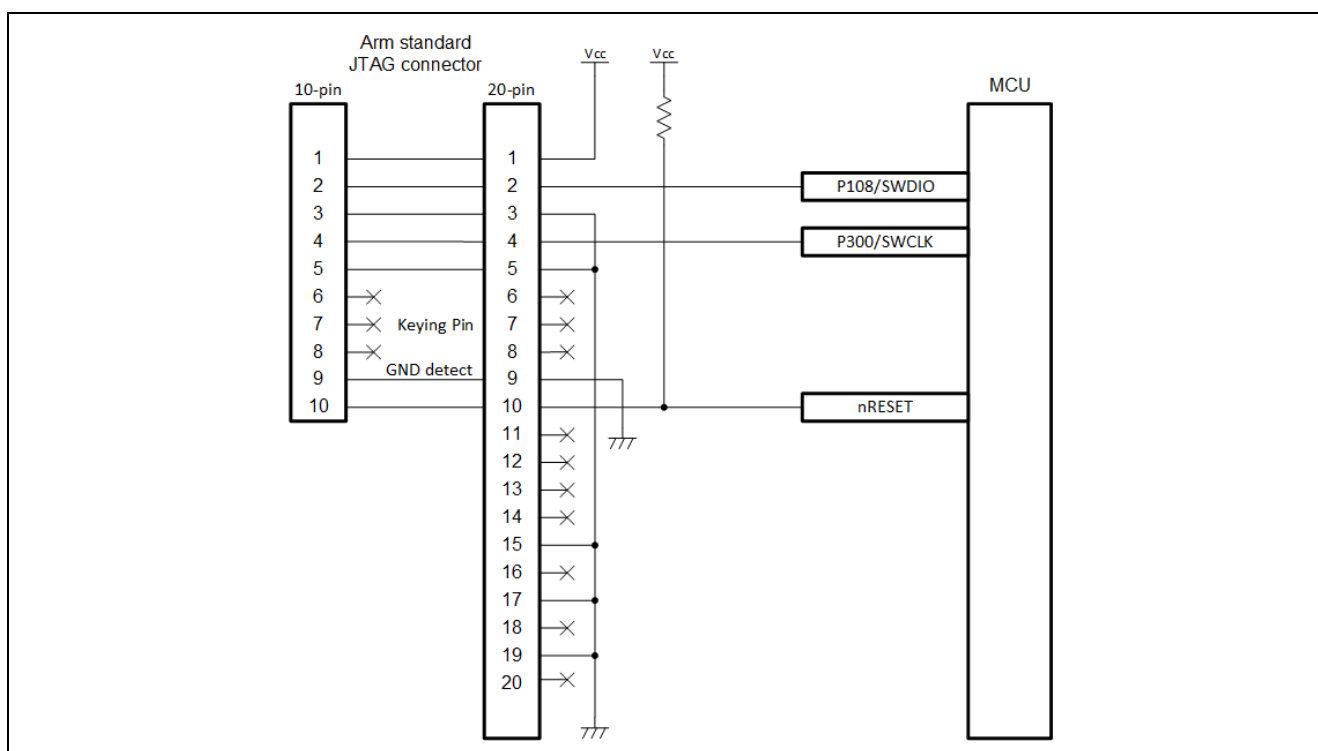 Arm standard
JTAG connector
Vcc
Vcc
10-pin
20-pin
MCU
1
1
2
2
P108/SWDIO
3
3
4
4
P300/SWCLK
5
5
6
6
7
Keying Pin
7
8
8
GND detect
9
9
10
10
nRESET
11
12
13
14
15
16
17
18
19
20